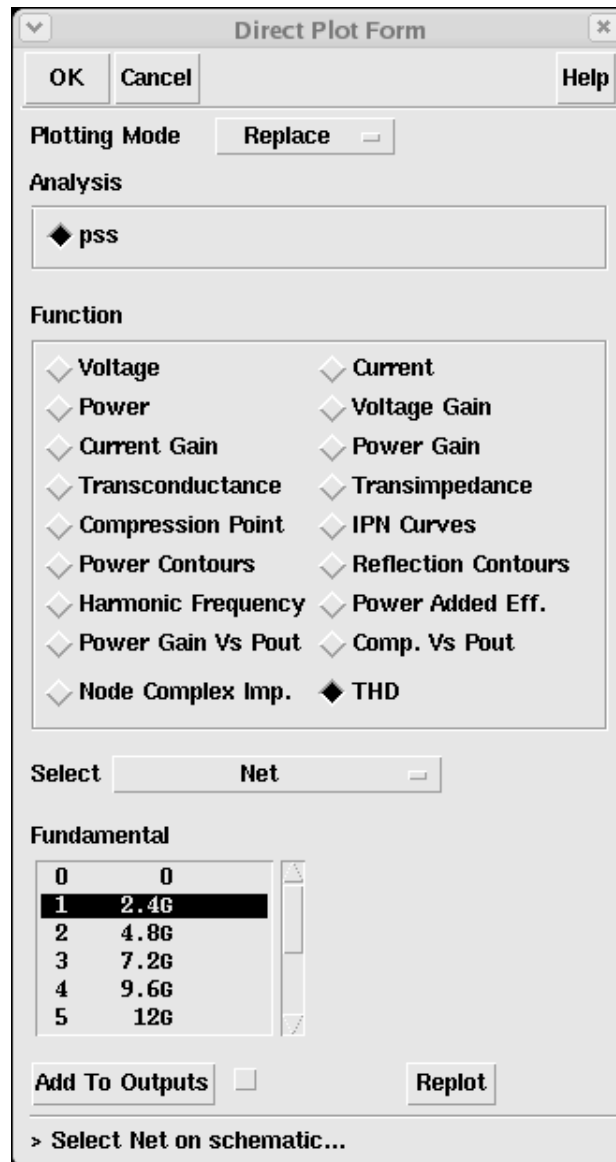 Direct Plot Form
OK Cancel Help
Plotting Mode Replace
Analysis
pss
Function
Voltage Current
Power Voltage Gain
Current Gain Power Gain
Transconductance Transimpedance
Compression Point IPN Curves
Power Contours Reflection Contours
Harmonic Frequency Power Added Eff.
Power Gain Vs Pout Comp. Vs Pout
Node Complex Imp. THD
Select Net
Fundamental
0 0
1 2.4G
2 4.8G
3 7.2G
4 9.6G
5 12G
Add To Outputs Replot
> Select Net on schematic...